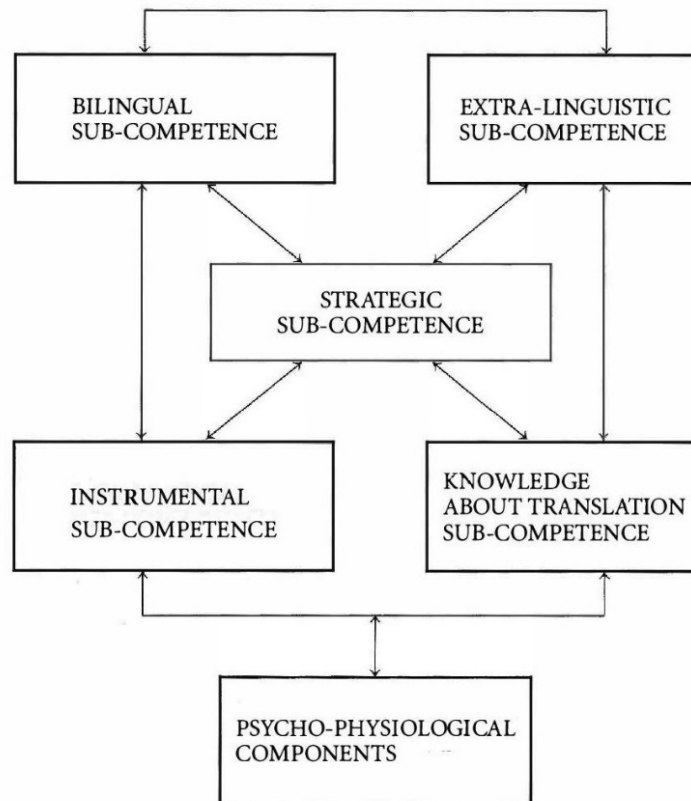 BILINGUAL
SUB-COMPETENCE
EXTRA-LINGUISTIC
SUB-COMPETENCE
STRATEGIC
SUB-COMPETENCE
INSTRUMENTAL
SUB-COMPETENCE
KNOWLEDGE
ABOUT TRANSLATION
SUB-COMPETENCE
PSYCHO-PHYSIOLOGICAL
COMPONENTS